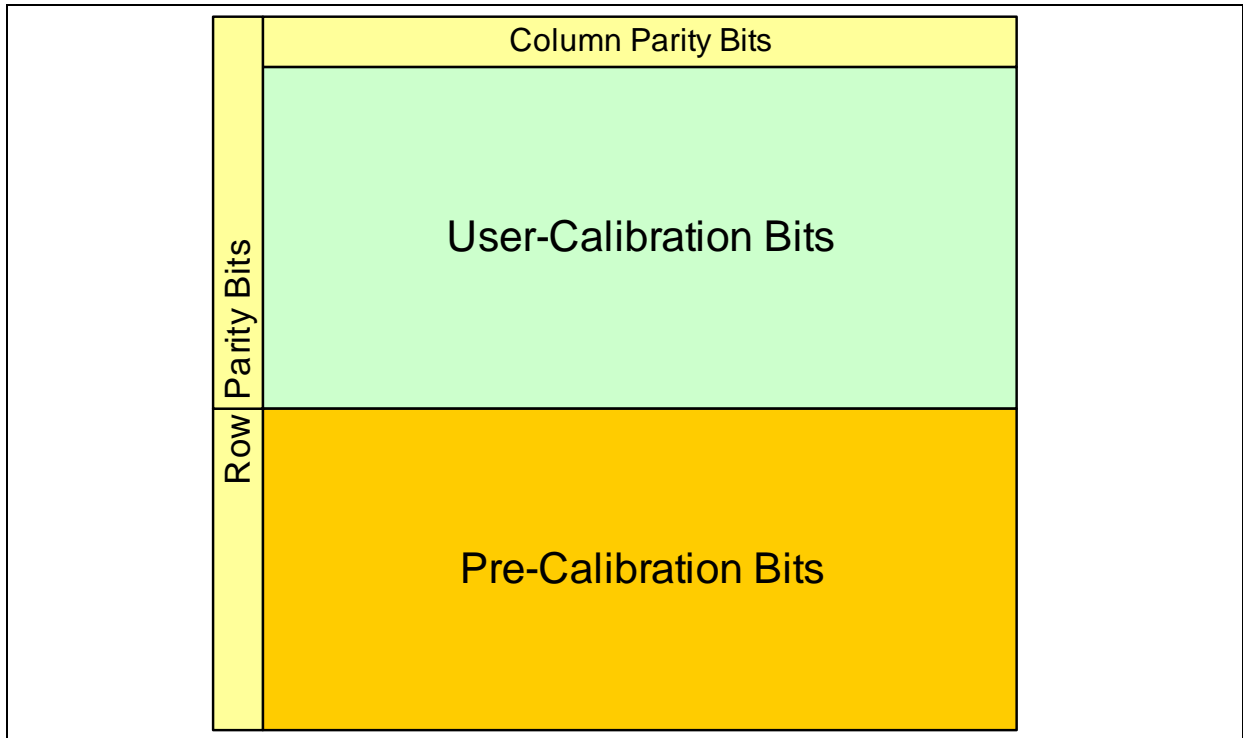 Column Parity Bits
User-Calibration Bits
Row Parity Bits
Pre-Calibration Bits